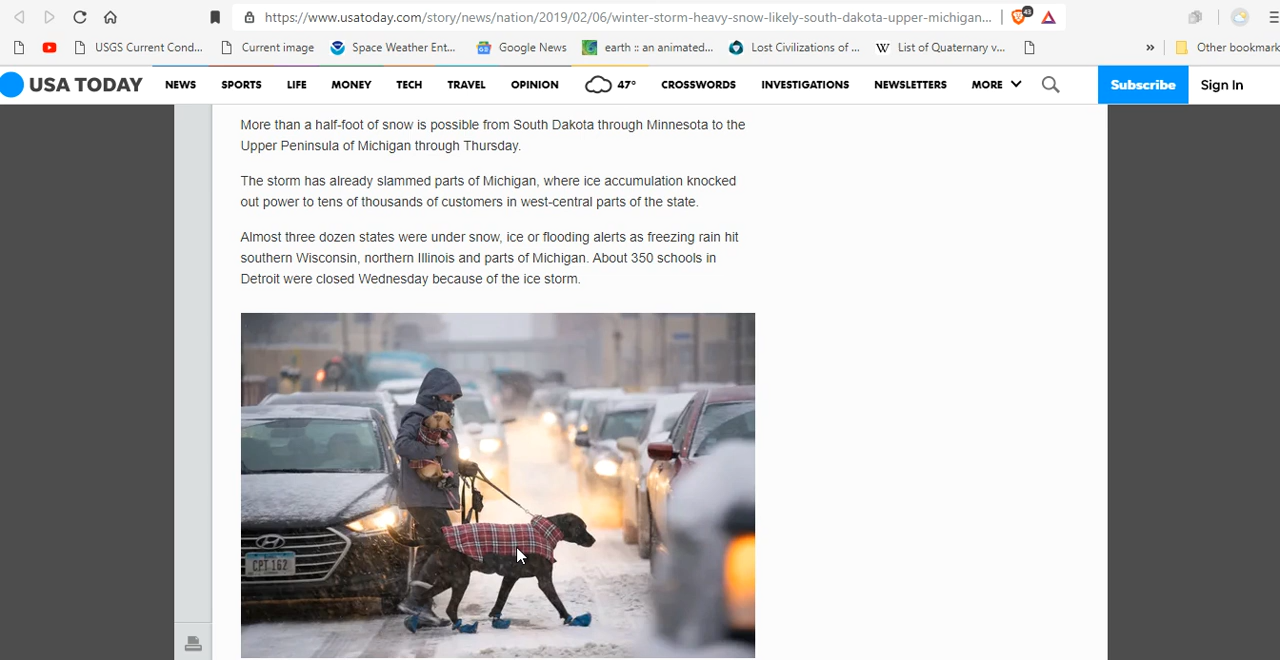 https://www.usatoday.com/story/news/nation/2019/02/06/winter-storm-heavy-snow-likely-south-dakota-upper-michigan...
43
USGS Current Cond... Current image Space Weather Ent... Google News earth :: an animated... Lost Civilizations of ... W List of Quaternary v... » Other bookmark
USA TODAY NEWS SPORTS LIFE MONEY TECH TRAVEL OPINION 47° CROSSWORDS INVESTIGATIONS NEWSLETTERS MORE Subscribe Sign In
More than a half-foot of snow is possible from South Dakota through Minnesota to the
Upper Peninsula of Michigan through Thursday.
The storm has already slammed parts of Michigan, where ice accumulation knocked
out power to tens of thousands of customers in west-central parts of the state.
Almost three dozen states were under snow, ice or flooding alerts as freezing rain hit
southern Wisconsin, northern Illinois and parts of Michigan. About 350 schools in
Detroit were closed Wednesday because of the ice storm.
CPT 162